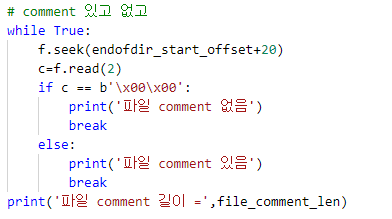 # comment 있고 없고
while True:
    f.seek(endofdir_start_offset+20)
    c=f.read(2)
    if c == b'\x00\x00':
        print('파일 comment 없음')
        break
    else:
        print('파일 comment 있음')
        break
print('파일 comment 길이 =',file_comment_len)